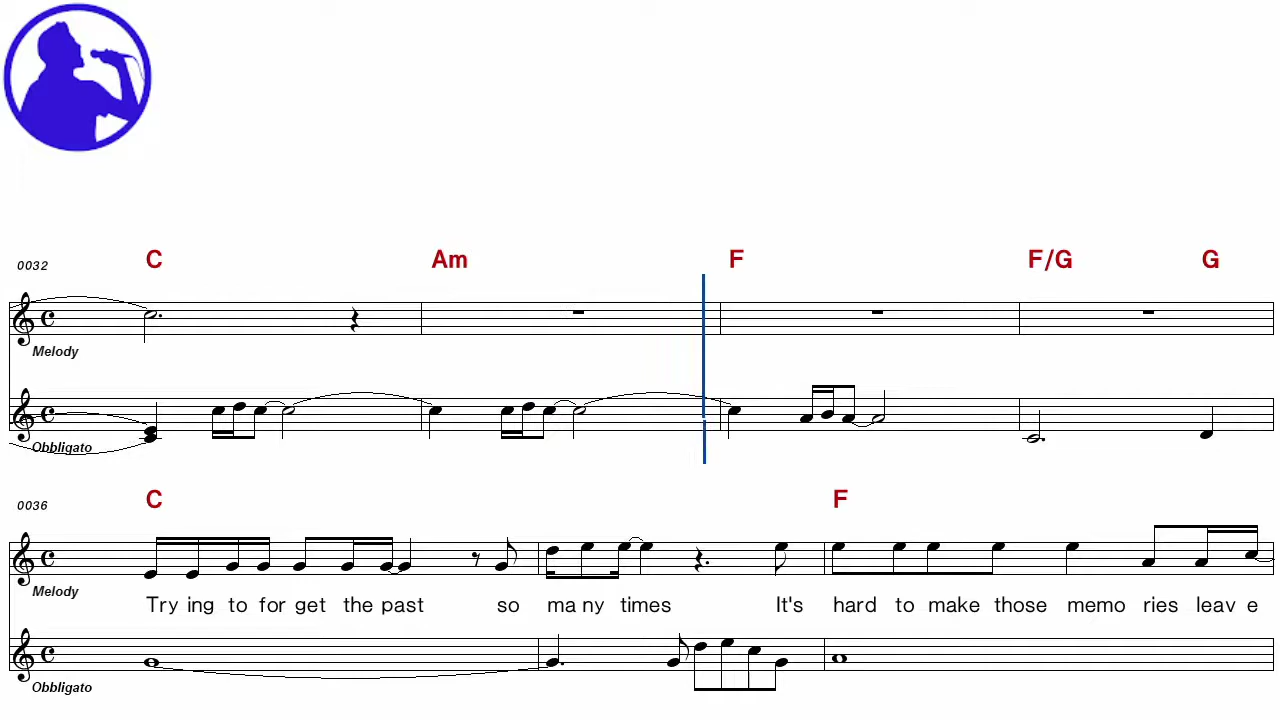 C Am F F/G G
0032
Melody
Obbligato
C F
0036
Melody
Try ing to for get the past so ma ny times It's hard to make those memo ries leav e
Obbligato